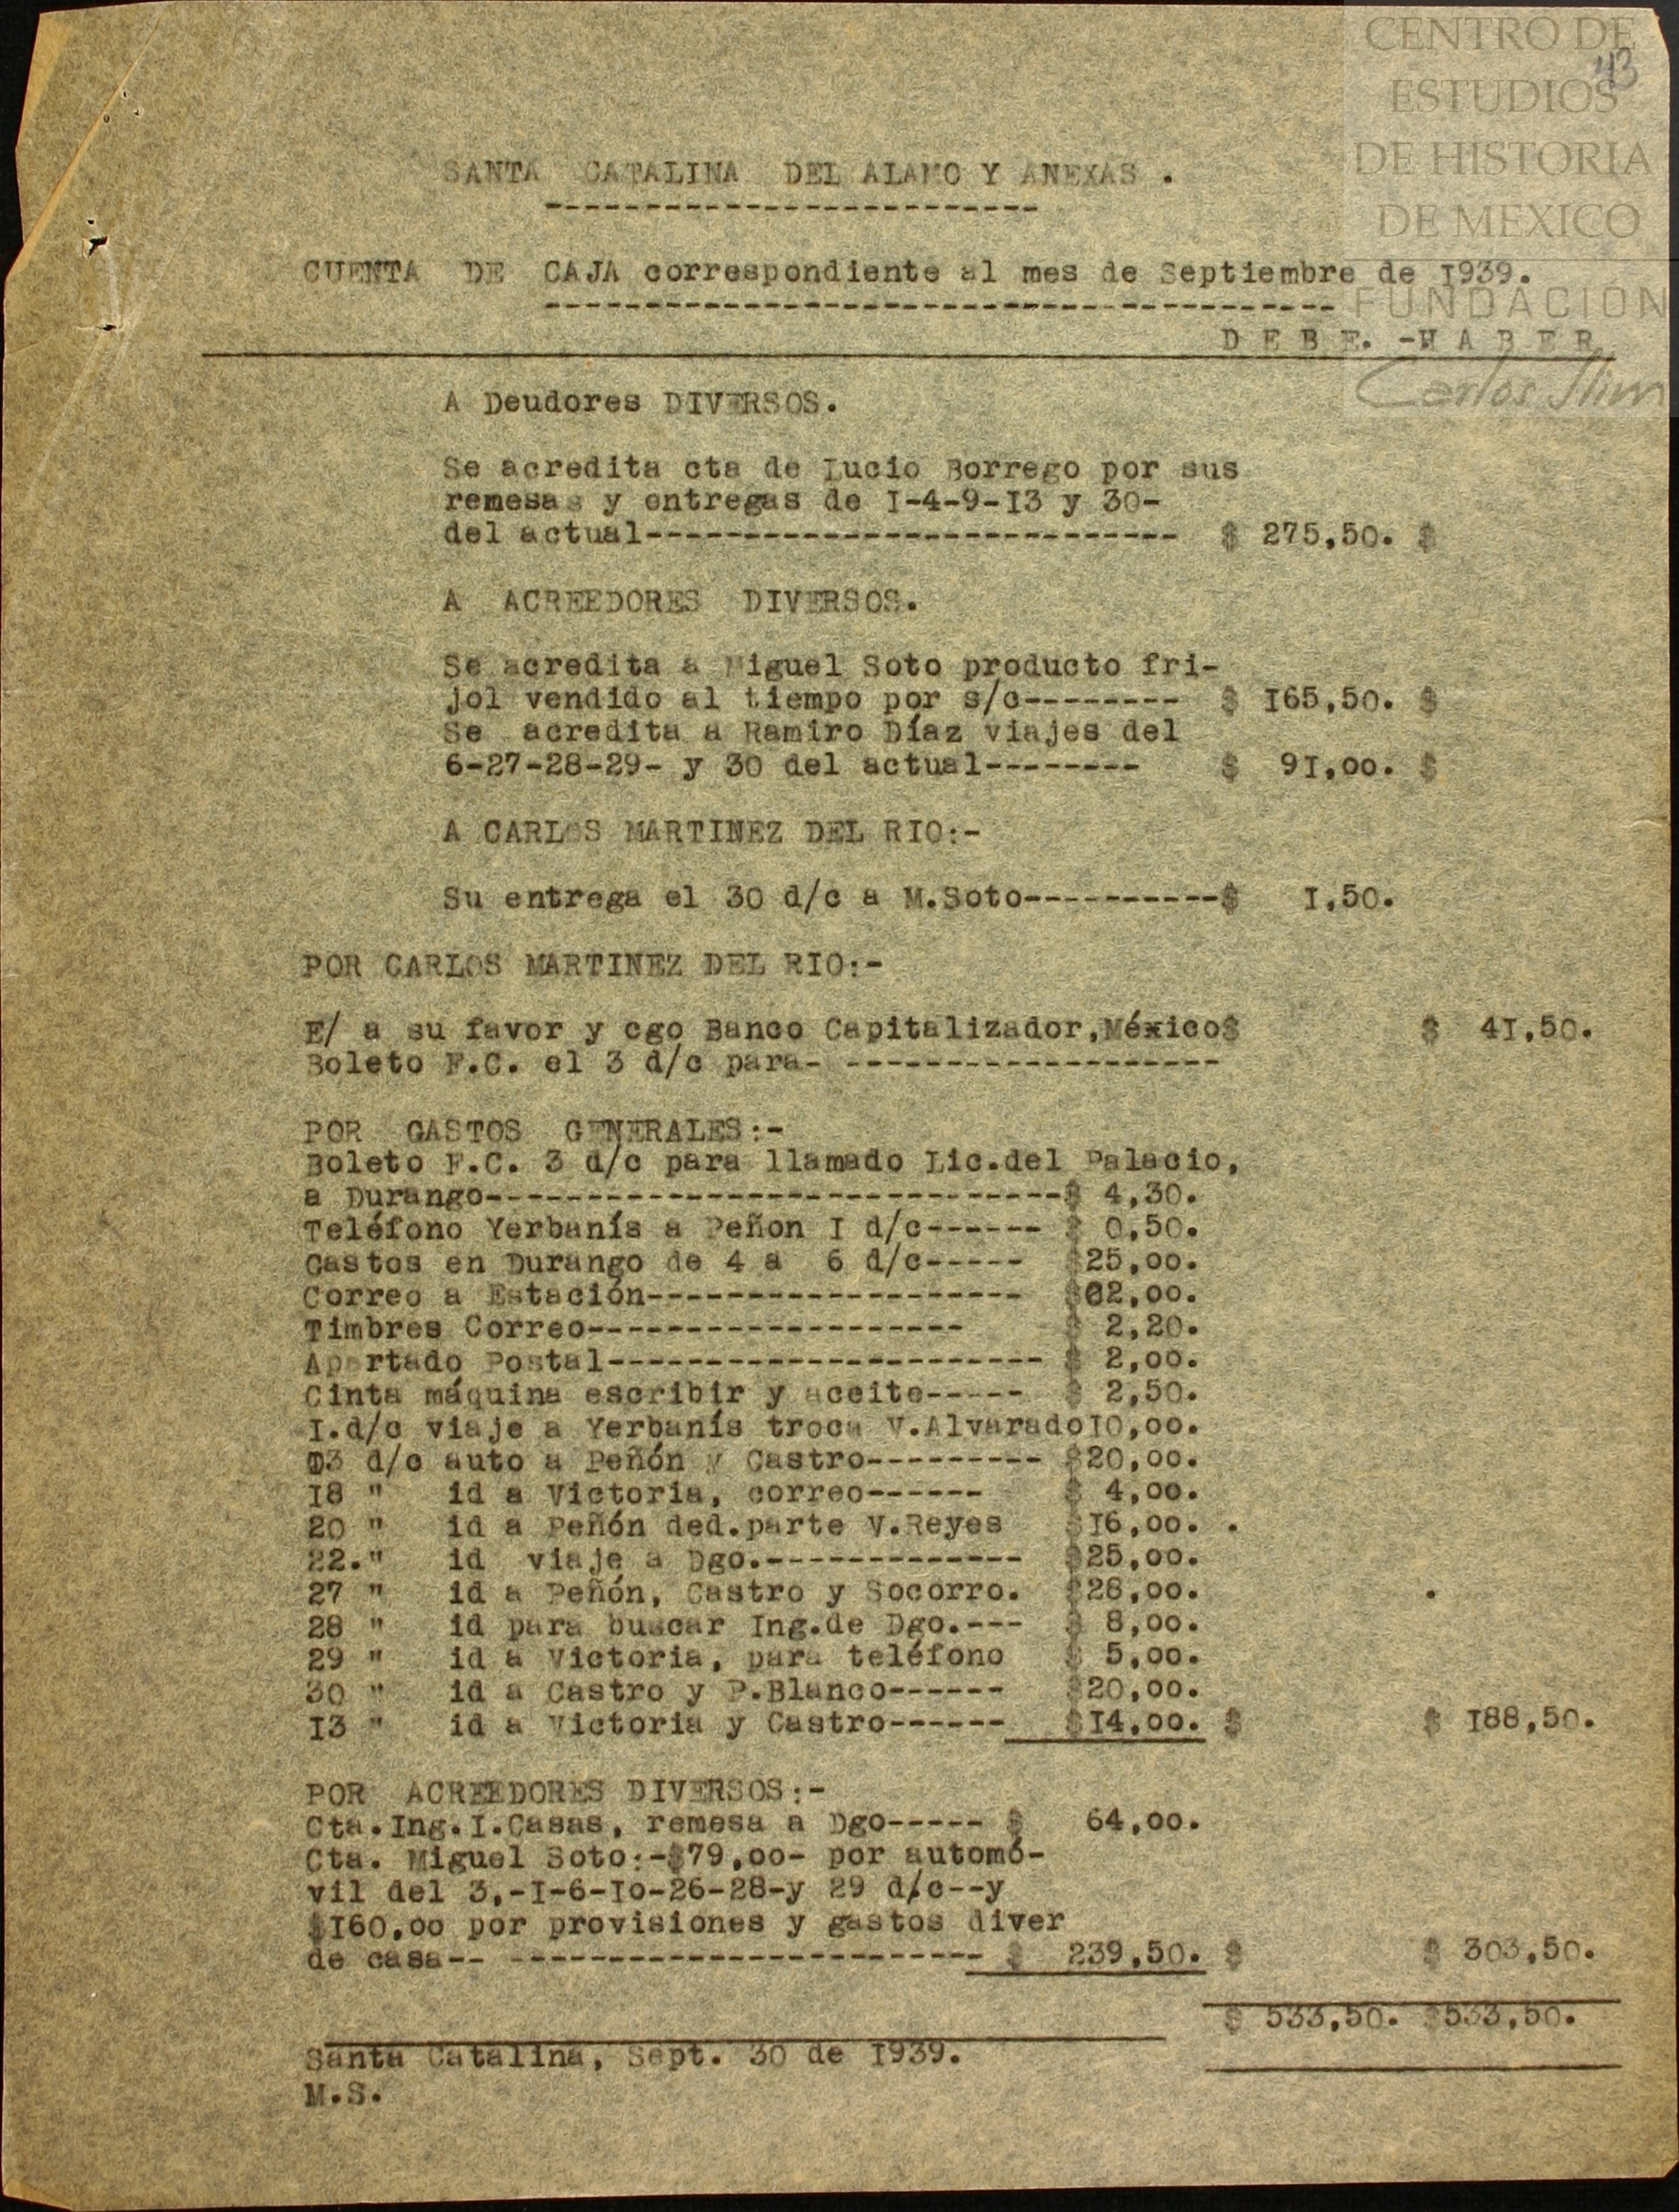 CENTRO DE
ESTUDIOS
DE HISTORIA
DE MEXICO
FUNDACIÓN
Carlos Slim
43
SANTA CATALINA DEL ALAMO Y ANEXAS .
CUENTA DE CAJA correspondiente al mes de Septiembre de I939.
D E B E. -H A B E R
A Deudores DIVERSOS.
Se acredita cta de Lucio Borrego por sus
remesas y entregas de I-4-9-I3 y 30-
del actual--------------------------- $ 275,50. $
A ACREEDORES DIVERSOS.
Se acredita a Miguel Soto producto fri-
jol vendido al tiempo por s/c-------- $ I65,50. $
Se acredita a Ramiro Díaz viajes del
6-27-28-29- y 30 del actual-------- $ 9I,00. $
A CARLOS MARTINEZ DEL RIO:-
Su entrega el 30 d/c a M.Soto----------$ I,50.
POR CARLOS MARTINEZ DEL RIO:-
E/ a su favor y cgo Banco Capitalizador,México$ $ 4I,50.
Boleto F.C. el 3 d/c para- -------------------
POR GASTOS GENERALES:-
Boleto F.C. 3 d/c para llamado Lic.del Palacio,
a Durango-----------------------------$ 4,30.
Teléfono Yerbanís a Peñon I d/c------ $ 0,50.
Gastos en Durango de 4 a 6 d/c----- $25,00.
Correo a Estación------------------- $02,00.
Timbres Correo------------------- $ 2,20.
Apartado Postal---------------------- $ 2,00.
Cinta máquina escribir y aceite----- $ 2,50.
I.d/c viaje a Yerbanís troca V.AlvaradoI0,00.
03 d/c auto a Peñón y Castro--------- $20,00.
I8 " id a Victoria, correo------ $ 4,00.
20 " id a Peñón ded.parte V.Reyes $I6,00. .
22." id viaje a Dgo.------------- $25,00.
27 " id a Peñón, Castro y Socorro. $28,00.
28 " id para buscar Ing.de Dgo.--- $ 8,00.
29 " id a Victoria, para teléfono $ 5,00.
30 " id a Castro y P.Blanco------ $20,00.
I3 " id a Victoria y Castro------ $I4,00. $ $ I88,50.
POR ACREEDORES DIVERSOS:-
Cta.Ing.I.Casas, remesa a Dgo----- $ 64,00.
Cta. Miguel Soto:-$79,00- por automó-
vil del 3,-I-6-I0-26-28-y 29 d/c--y
$I60,00 por provisiones y gastos diver
de casa-- ------------------------ $ 239,50. $ $ 303,50.
$ 533,50. $533,50.
Santa Catalina, Sept. 30 de I939.
M.S.